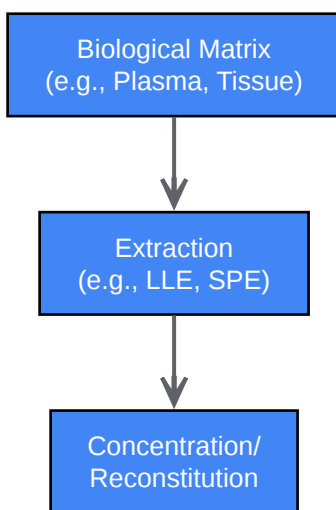 Biological Matrix
(e.g., Plasma, Tissue)
Extraction
(e.g., LLE, SPE)
Concentration/
Reconstitution